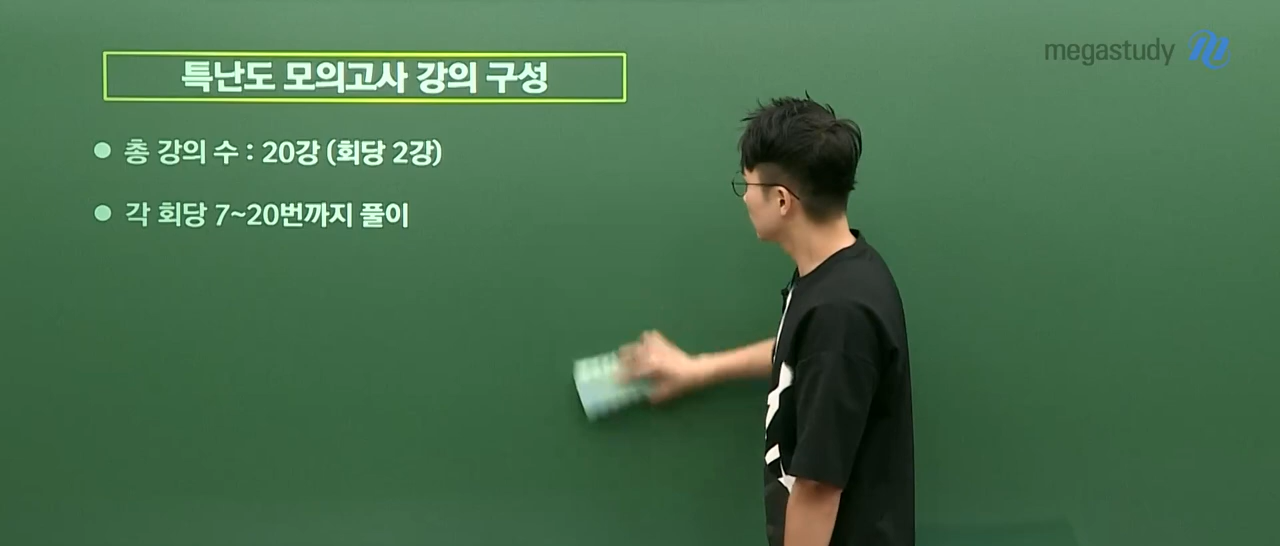 megastudy
특난도 모의고사 강의 구성
● 총 강의 수 : 20강 (회당 2강)
● 각 회당 7~20번까지 풀이